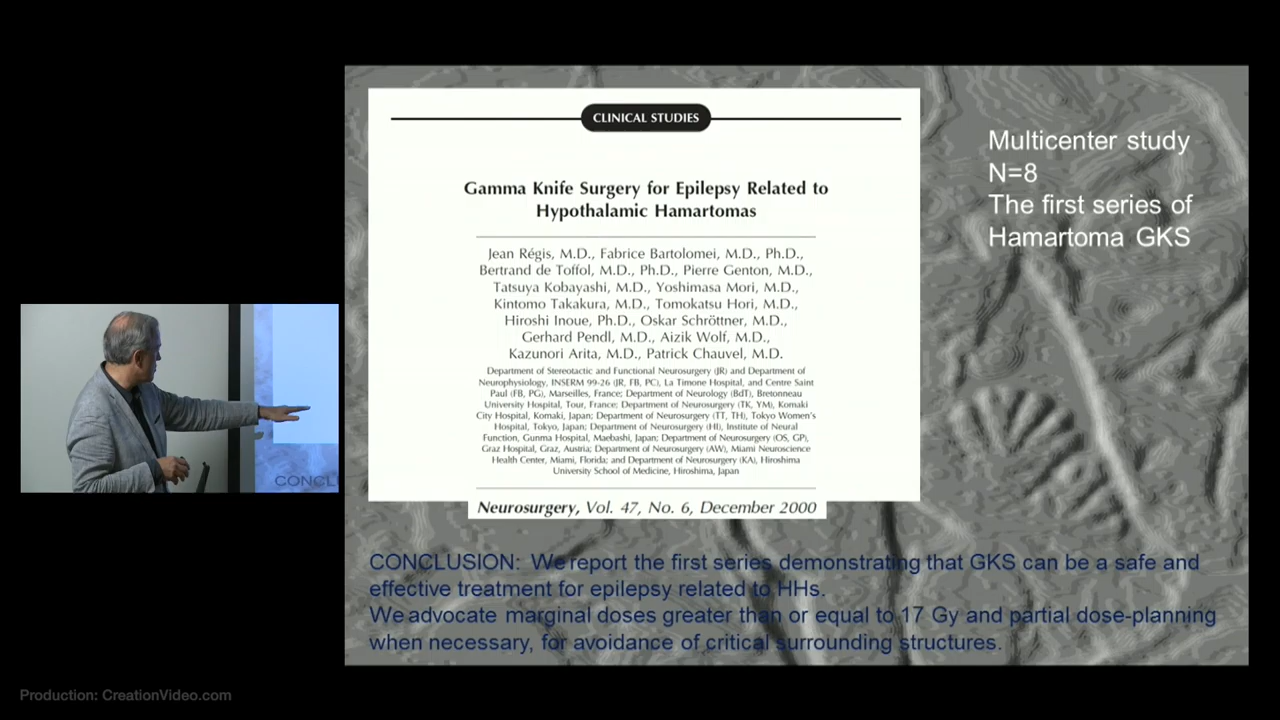 CLINICAL STUDIES
Gamma Knife Surgery for Epilepsy Related to
Hypothalamic Hamartomas
Jean Régis, M.D., Fabrice Bartolomei, M.D., Ph.D.,
Bertrand de Toffol, M.D., Ph.D., Pierre Genton, M.D.,
Tatsuya Kobayashi, M.D., Yoshimasa Mori, M.D.,
Kintomo Takakura, M.D., Tomokatsu Hori, M.D.,
Hiroshi Inoue, Ph.D., Oskar Schröttner, M.D.,
Gerhard Pendl, M.D., Aizik Wolf, M.D.,
Kazunori Arita, M.D., Patrick Chauvel, M.D.
Department of Stereotactic and Functional Neurosurgery (JR) and Department of
Neurophysiology, INSERM 99-26 (JR, FB, PC), La Timone Hospital, and Centre Saint
Paul (FB, PG), Marseilles, France; Department of Neurology (BdT), Bretonneau
University Hospital, Tour, France; Department of Neurosurgery (TK, YM), Komaki
City Hospital, Komaki, Japan; Department of Neurosurgery (TT, TH), Tokyo Women's
Hospital, Tokyo, Japan; Department of Neurosurgery (HI), Institute of Neural
Function, Gunma Hospital, Maebashi, Japan; Department of Neurosurgery (OS, GP),
Graz Hospital, Graz, Austria; Department of Neurosurgery (AW), Miami Neuroscience
Health Center, Miami, Florida; and Department of Neurosurgery (KA), Hiroshima
University School of Medicine, Hiroshima, Japan
Neurosurgery, Vol. 47, No. 6, December 2000
Multicenter study
N=8
The first series of
Hamartoma GKS
CONCLUSION: We report the first series demonstrating that GKS can be a safe and
effective treatment for epilepsy related to HHs.
We advocate marginal doses greater than or equal to 17 Gy and partial dose-planning
when necessary, for avoidance of critical surrounding structures.
CONCL
Production: CreationVideo.com